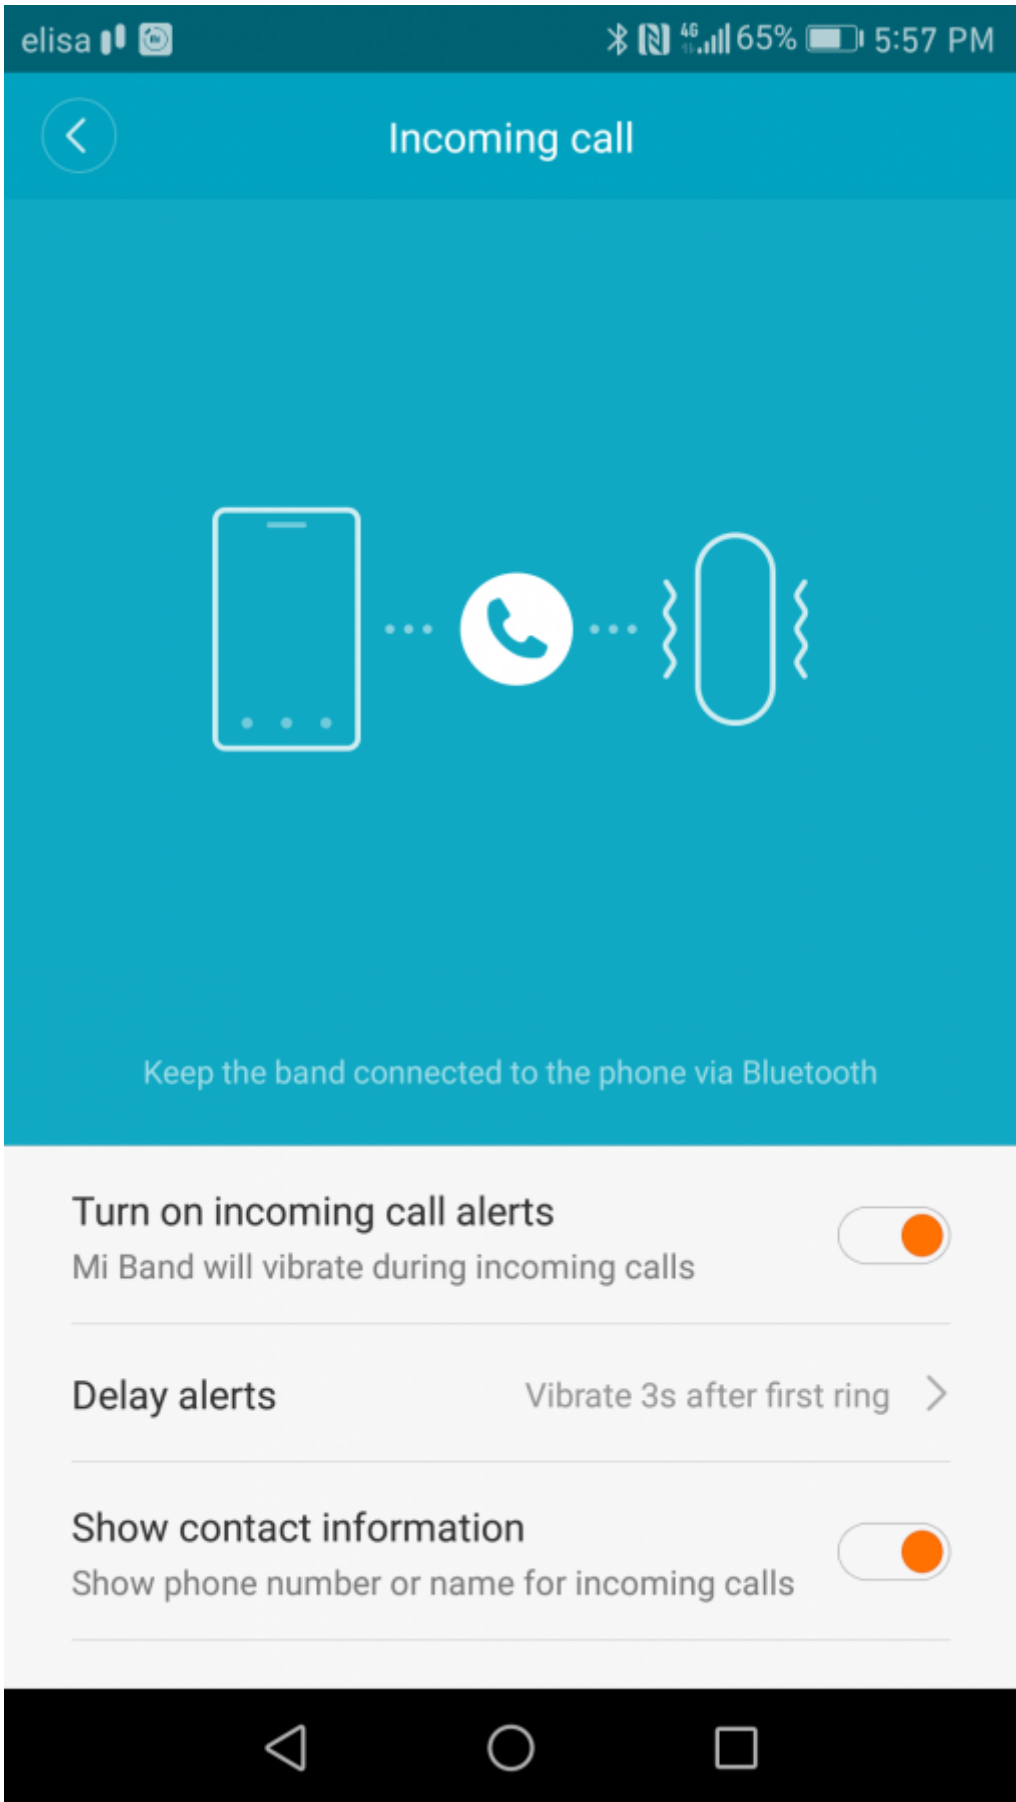 elisa 4G 65% 5:57 PM
Incoming call
Keep the band connected to the phone via Bluetooth
Turn on incoming call alerts
Mi Band will vibrate during incoming calls
Delay alerts Vibrate 3s after first ring
Show contact information
Show phone number or name for incoming calls